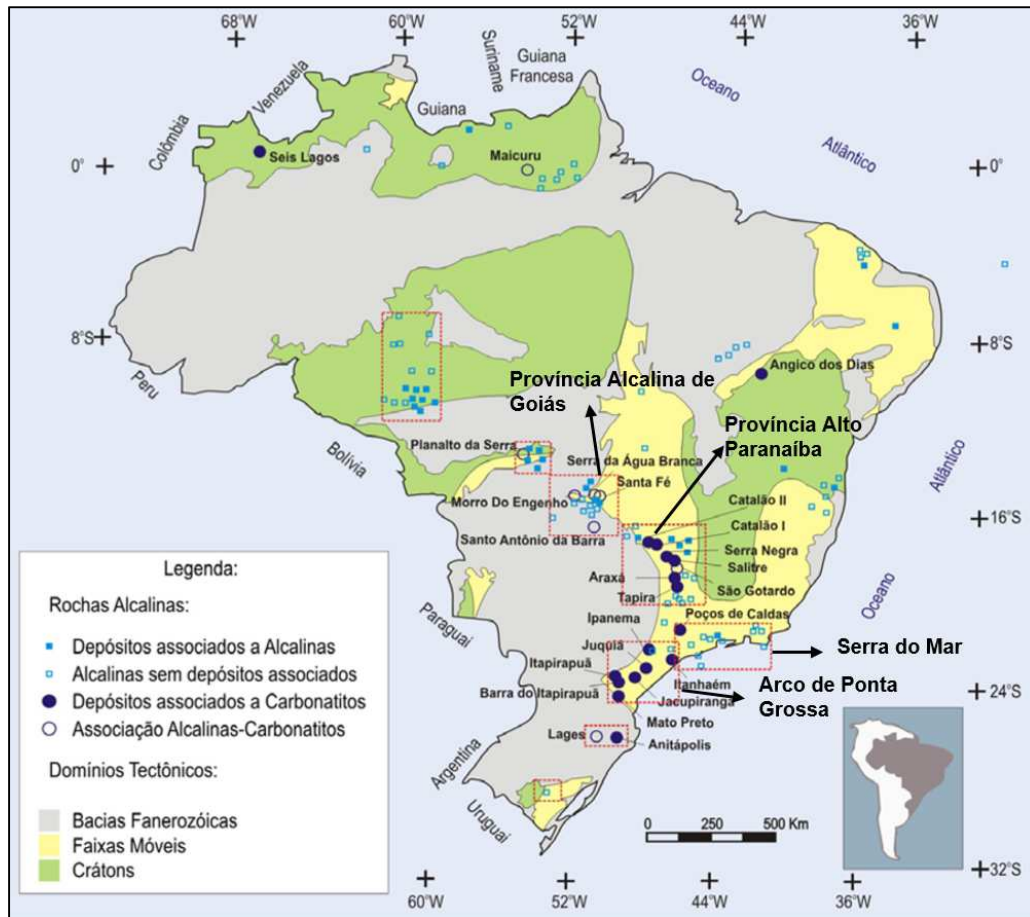 68°W
60°W
52°W
44°W
36°W
Suriname
Guiana
Francesa
Venezuela
Guiana
Oceano
Colômbia
Seis Lagos
Maicuru
Atlântico
0°
0°
8°S
8°S
Peru
Angico dos Dias
Província Alcalina de
Goiás
Província Alto
Paranaíba
Bolívia
Planalto da Serra
Serra da Água Branca
Santa Fé
Atlântico
Morro Do Engenho
Catalão II
16°S
Santo Antônio da Barra
Catalão I
Serra Negra
Salitre
Araxá
São Gotardo
Tapira
Oceano
Paraguai
Ipanema
Poços de Caldas
Juquiá
Serra do Mar
Itapirapuã
Itanhaém
Arco de Ponta
Grossa
Barra do Itapirapuã
Jacupiranga
24°S
Mato Preto
Lages
Anitápolis
Argentina
Uruguai
0 250 500 Km
32°S
60°W
52°W
44°W
36°W
Legenda:
Rochas Alcalinas:
Depósitos associados a Alcalinas
Alcalinas sem depósitos associados
Depósitos associados a Carbonatitos
Associação Alcalinas-Carbonatitos
Domínios Tectônicos:
Bacias Fanerozóicas
Faixas Móveis
Crátons